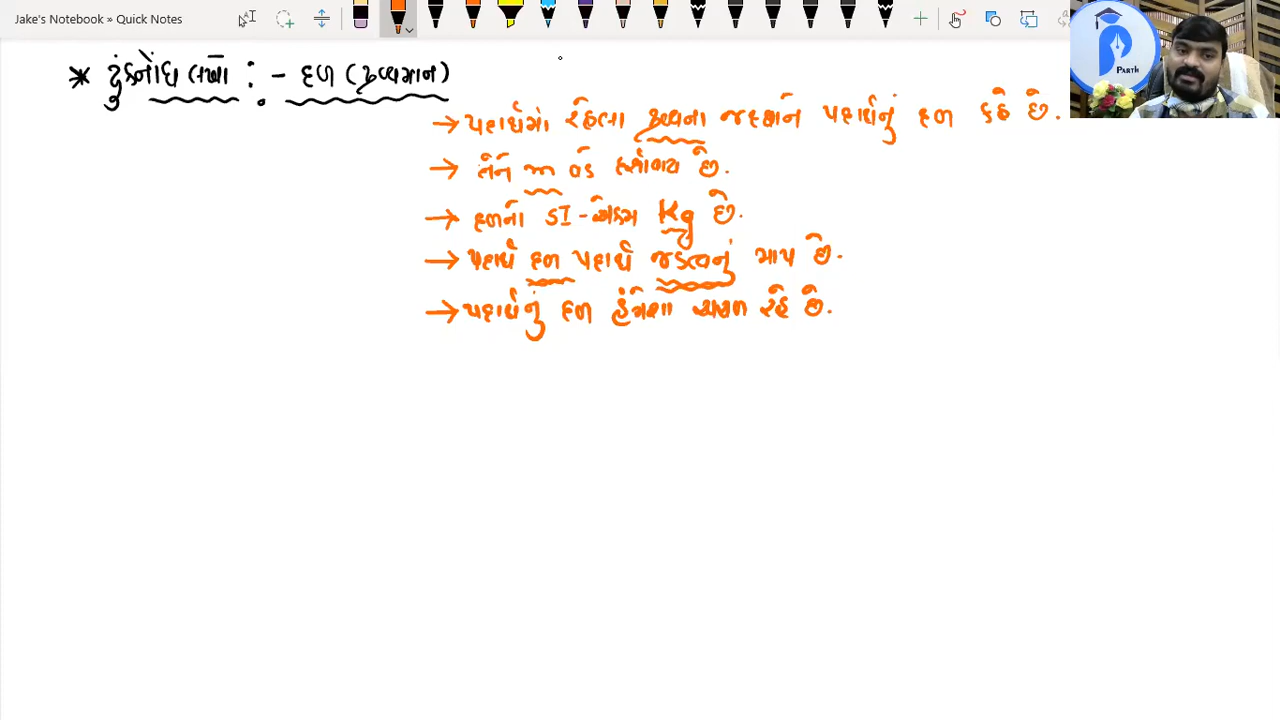 Jake's Notebook » Quick Notes
Parth
* ટુંકનોંધ લખો :- દળ (દ્રવ્યમાન)
→ પદાર્થમાં રહેલા દ્રવ્યના જથ્થાને પદાર્થનું દળ કહે છે.
→ તેને m વડે દર્શાવાય છે.
→ દળનો SI-એકમ Kg છે.
→ પદાર્થ દળ પદાર્થ જડત્વનું માપ છે.
→ પદાર્થનું દળ હંમેશા અચળ રહે છે.